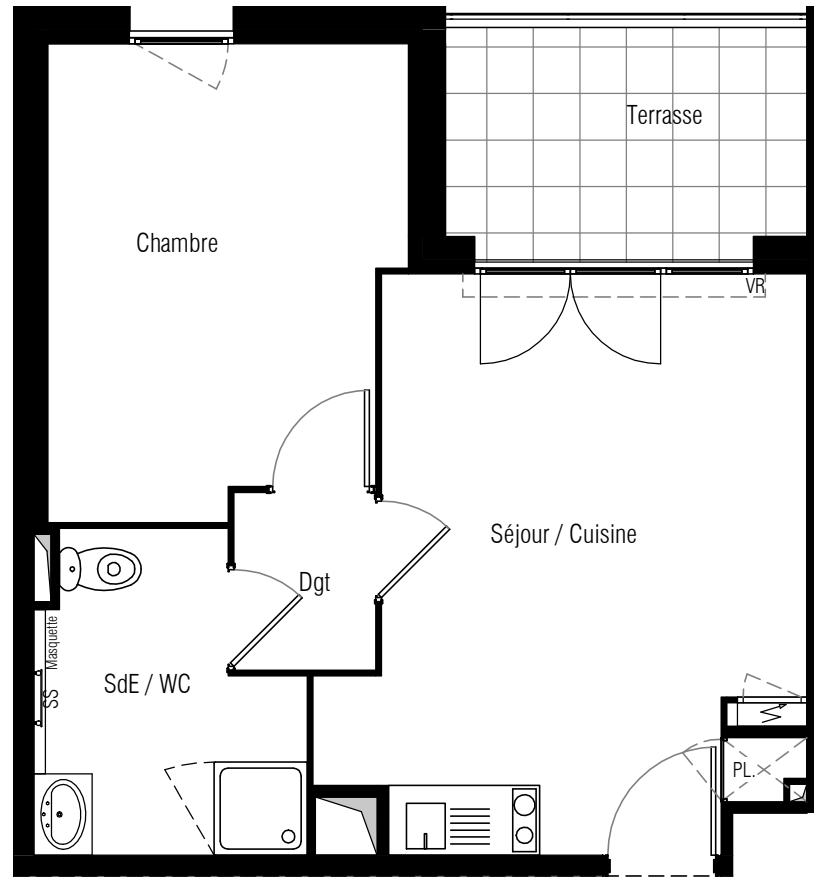 Terrasse
Chambre
VR
Séjour / Cuisine
Dgt
Masquette
SdE / WC
SS
PL.